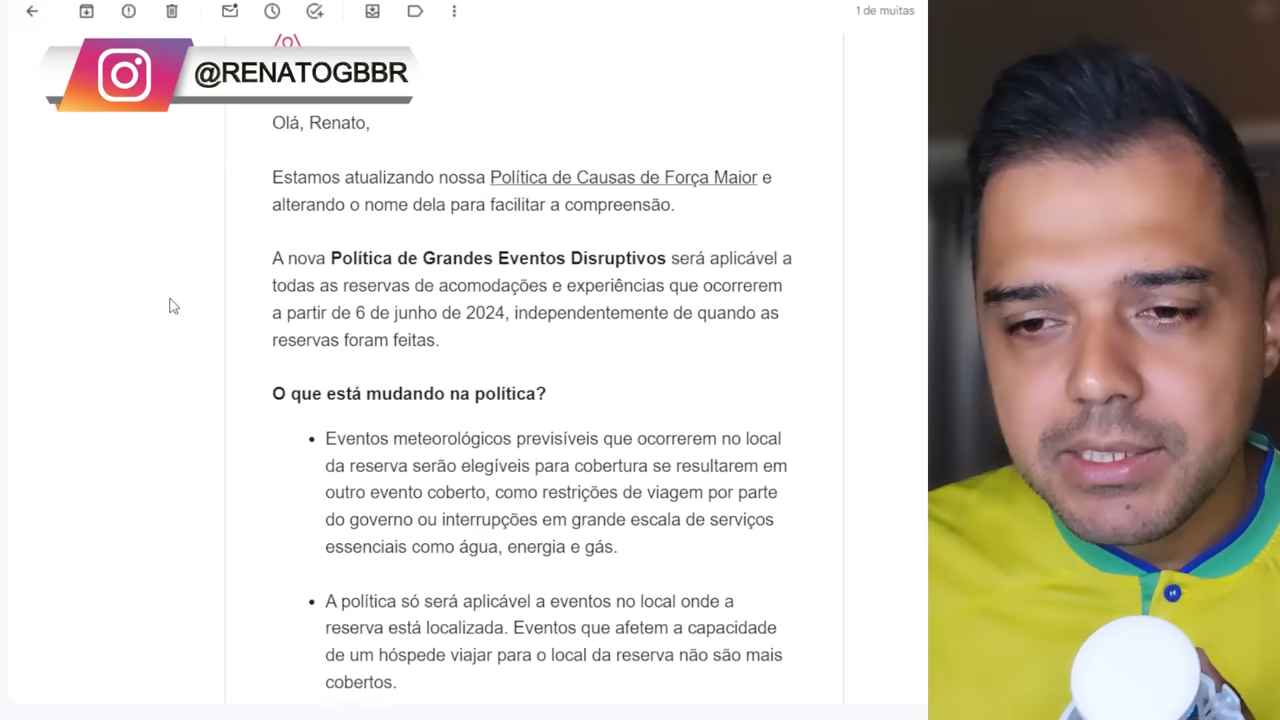 1 de muitas
@RENATOGBBR
Olá, Renato,
Estamos atualizando nossa Política de Causas de Força Maior e
alterando o nome dela para facilitar a compreensão.
A nova Política de Grandes Eventos Disruptivos será aplicável a
todas as reservas de acomodações e experiências que ocorrerem
a partir de 6 de junho de 2024, independentemente de quando as
reservas foram feitas.
O que está mudando na política?
• Eventos meteorológicos previsíveis que ocorrerem no local
da reserva serão elegíveis para cobertura se resultarem em
outro evento coberto, como restrições de viagem por parte
do governo ou interrupções em grande escala de serviços
essenciais como água, energia e gás.
• A política só será aplicável a eventos no local onde a
reserva está localizada. Eventos que afetem a capacidade
de um hóspede viajar para o local da reserva não são mais
cobertos.